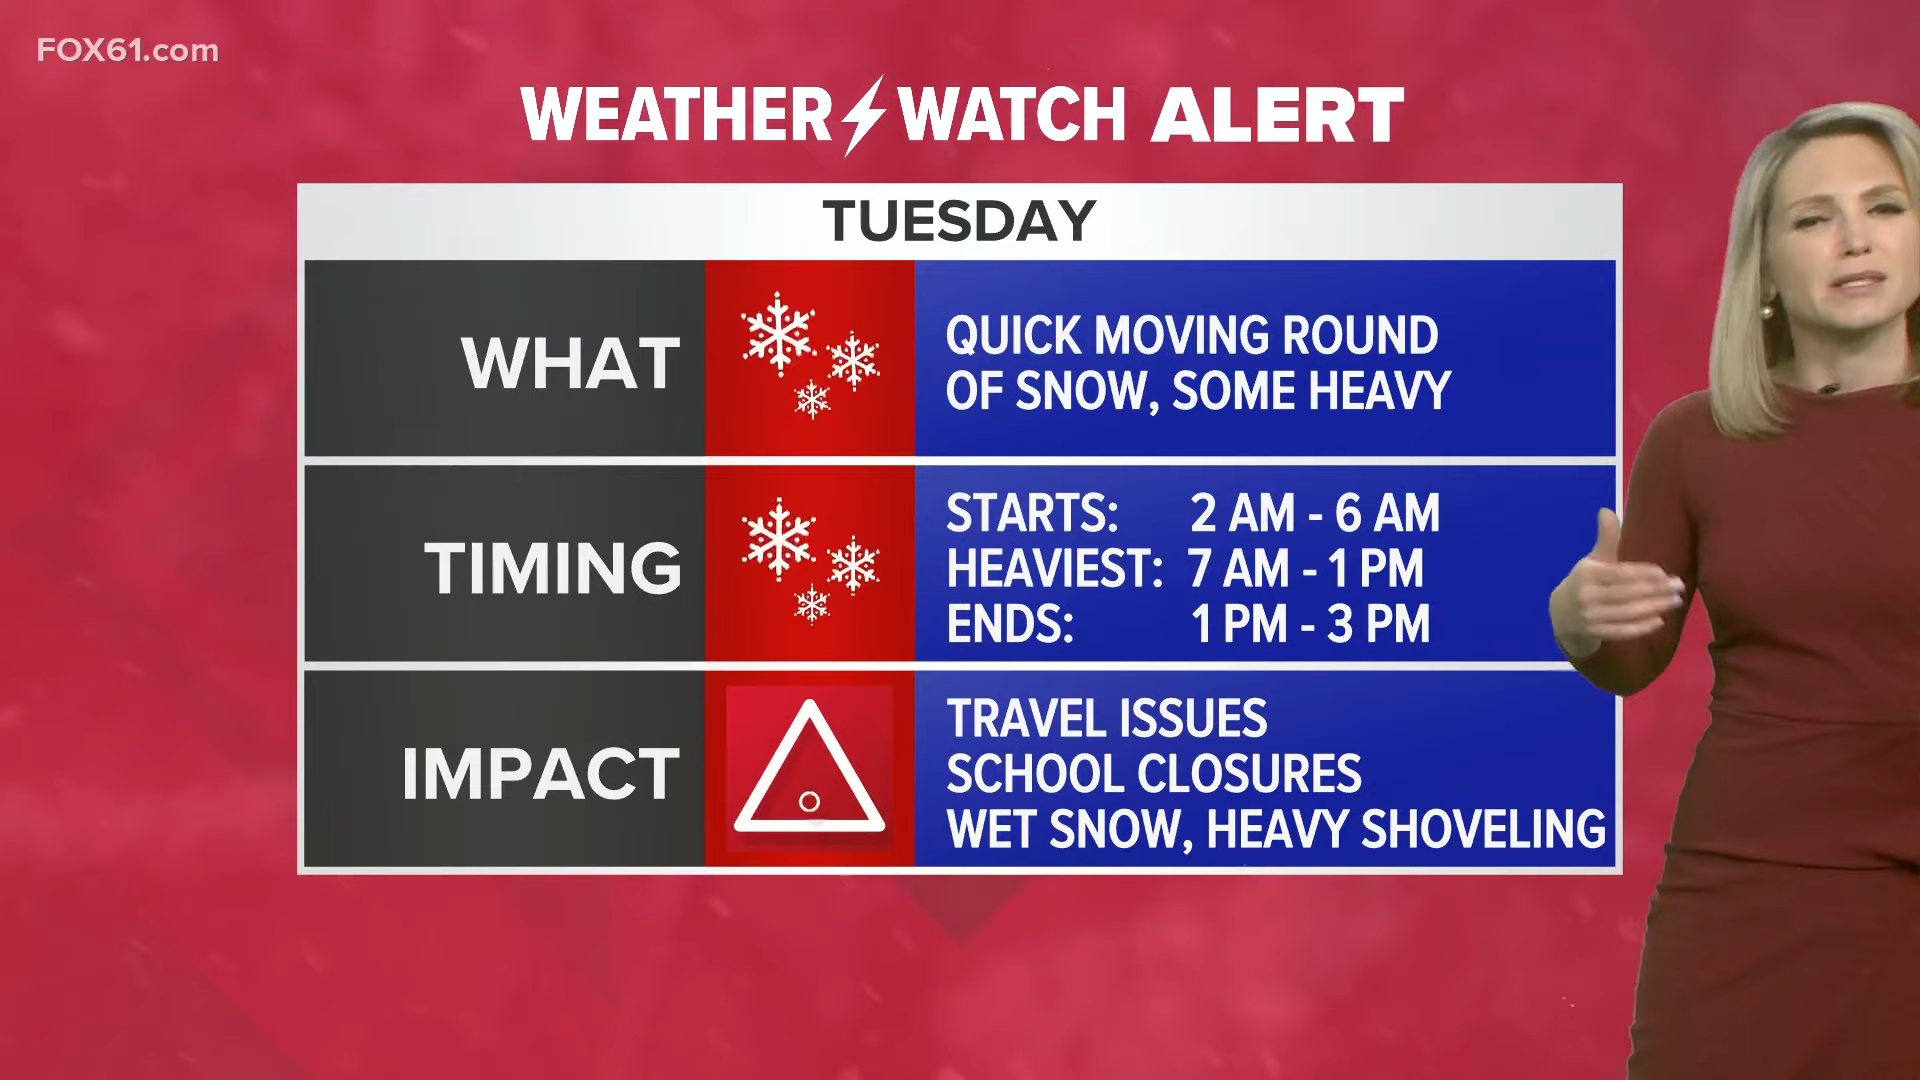 FOX61.com
WEATHER WATCH ALERT
TUESDAY
WHAT
QUICK MOVING ROUND
OF SNOW, SOME HEAVY
TIMING
STARTS: 2 AM - 6 AM
HEAVIEST: 7 AM - 1 PM
ENDS: 1 PM - 3 PM
IMPACT
TRAVEL ISSUES
SCHOOL CLOSURES
WET SNOW, HEAVY SHOVELING